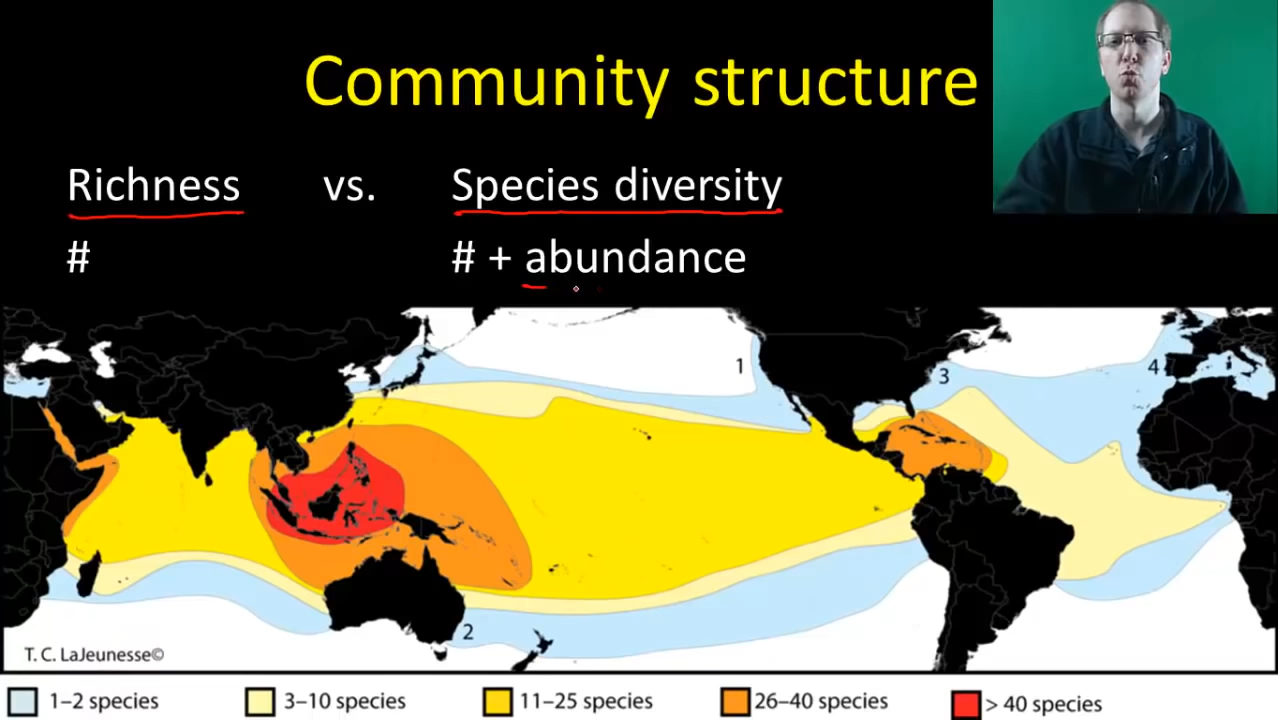 Community structure
Richness vs. Species diversity
# # + abundance
1
3
4
2
T. C. LaJeunesse©
1–2 species 3–10 species 11–25 species 26–40 species > 40 species